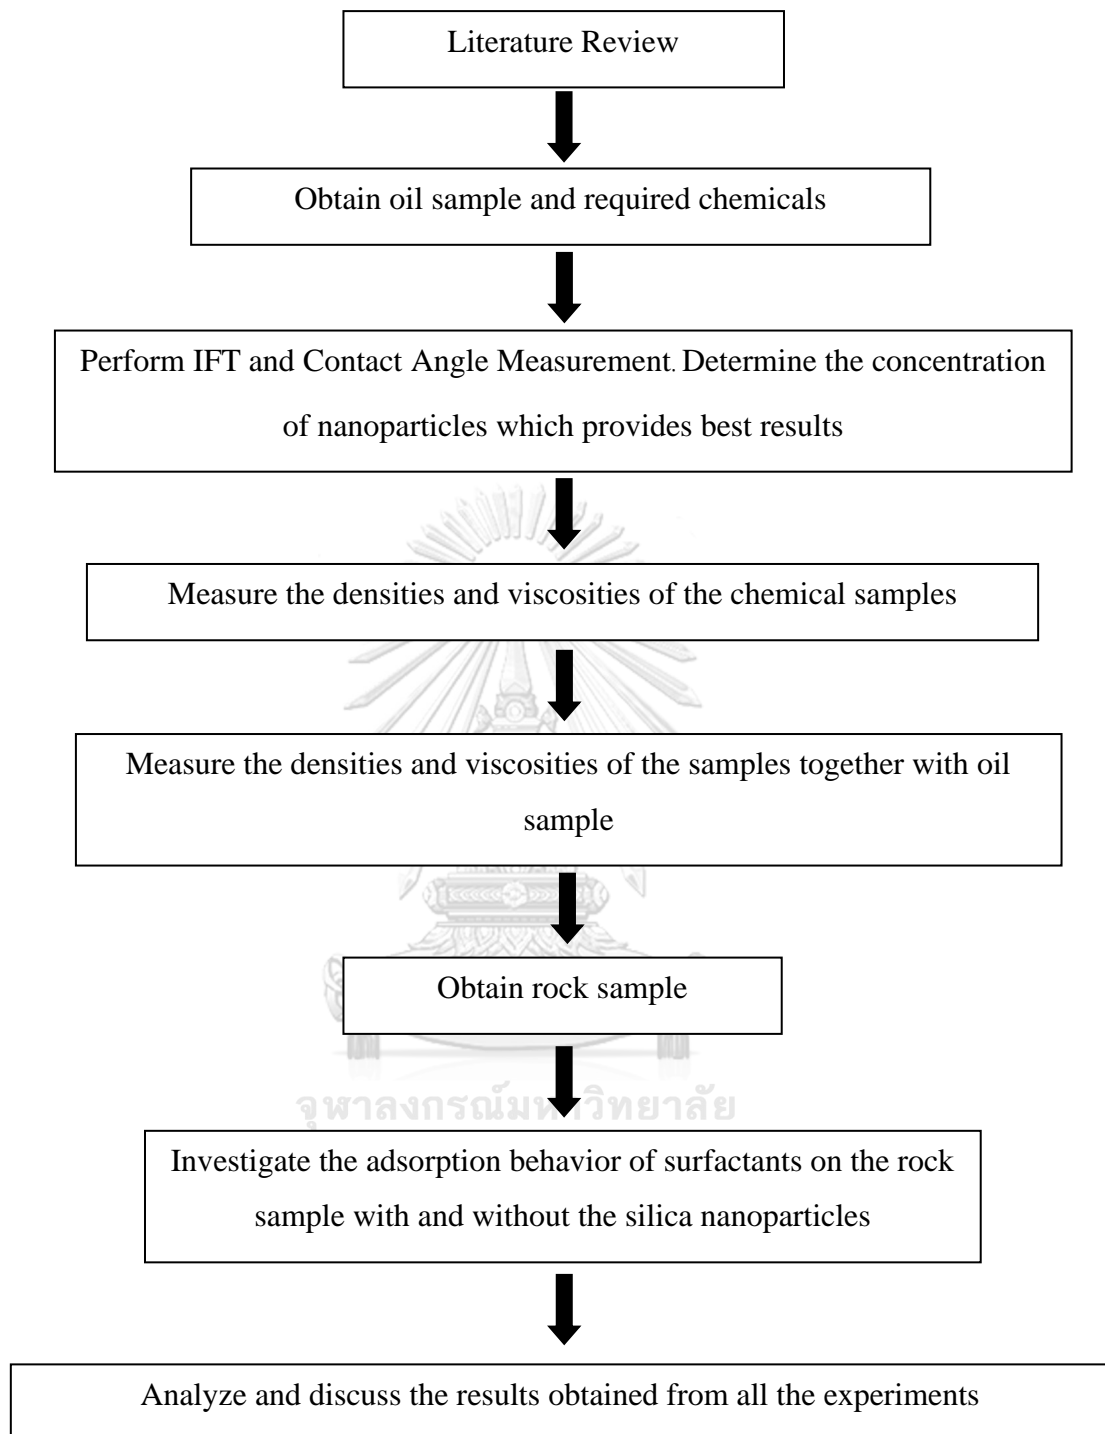 Literature Review
Obtain oil sample and required chemicals
Perform IFT and Contact Angle Measurement. Determine the concentration
of nanoparticles which provides best results
Measure the densities and viscosities of the chemical samples
Measure the densities and viscosities of the samples together with oil
sample
Obtain rock sample
จุฬาลงกรณ์มหาวิทยาลัย
Investigate the adsorption behavior of surfactants on the rock
sample with and without the silica nanoparticles
Analyze and discuss the results obtained from all the experiments